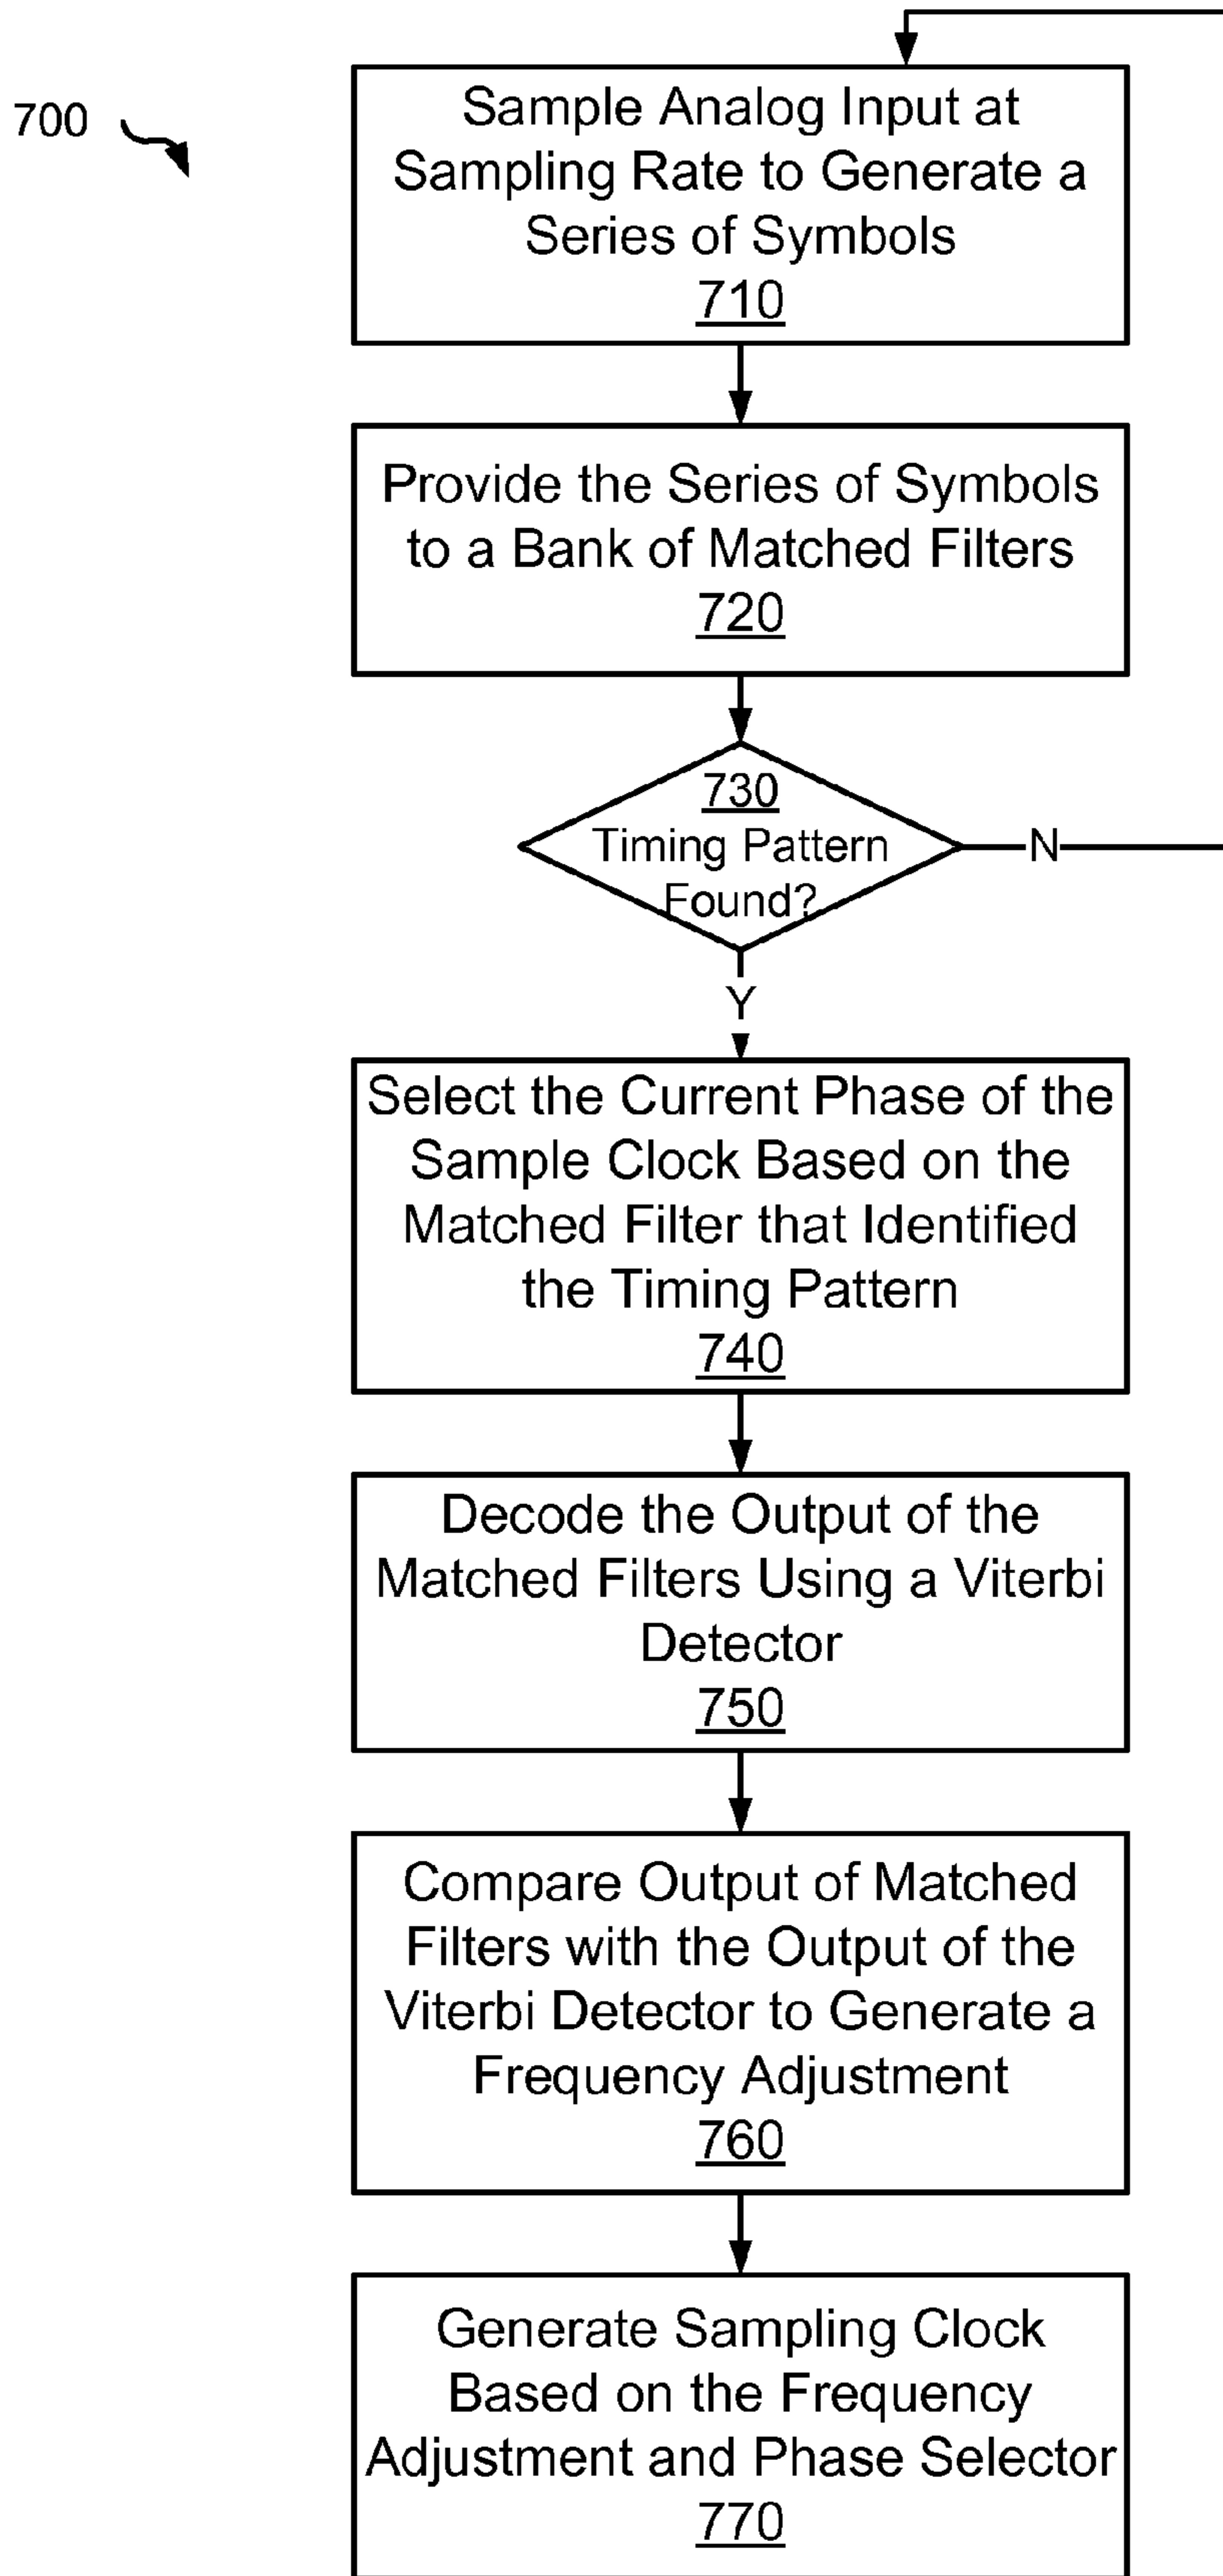 700
Sample Analog Input at
Sampling Rate to Generate a
Series of Symbols
710
Provide the Series of Symbols
to a Bank of Matched Filters
720
730
Timing Pattern
Found?
N
Y
Select the Current Phase of the
Sample Clock Based on the
Matched Filter that Identified
the Timing Pattern
740
Decode the Output of the
Matched Filters Using a Viterbi
Detector
750
Compare Output of Matched
Filters with the Output of the
Viterbi Detector to Generate a
Frequency Adjustment
760
Generate Sampling Clock
Based on the Frequency
Adjustment and Phase Selector
770